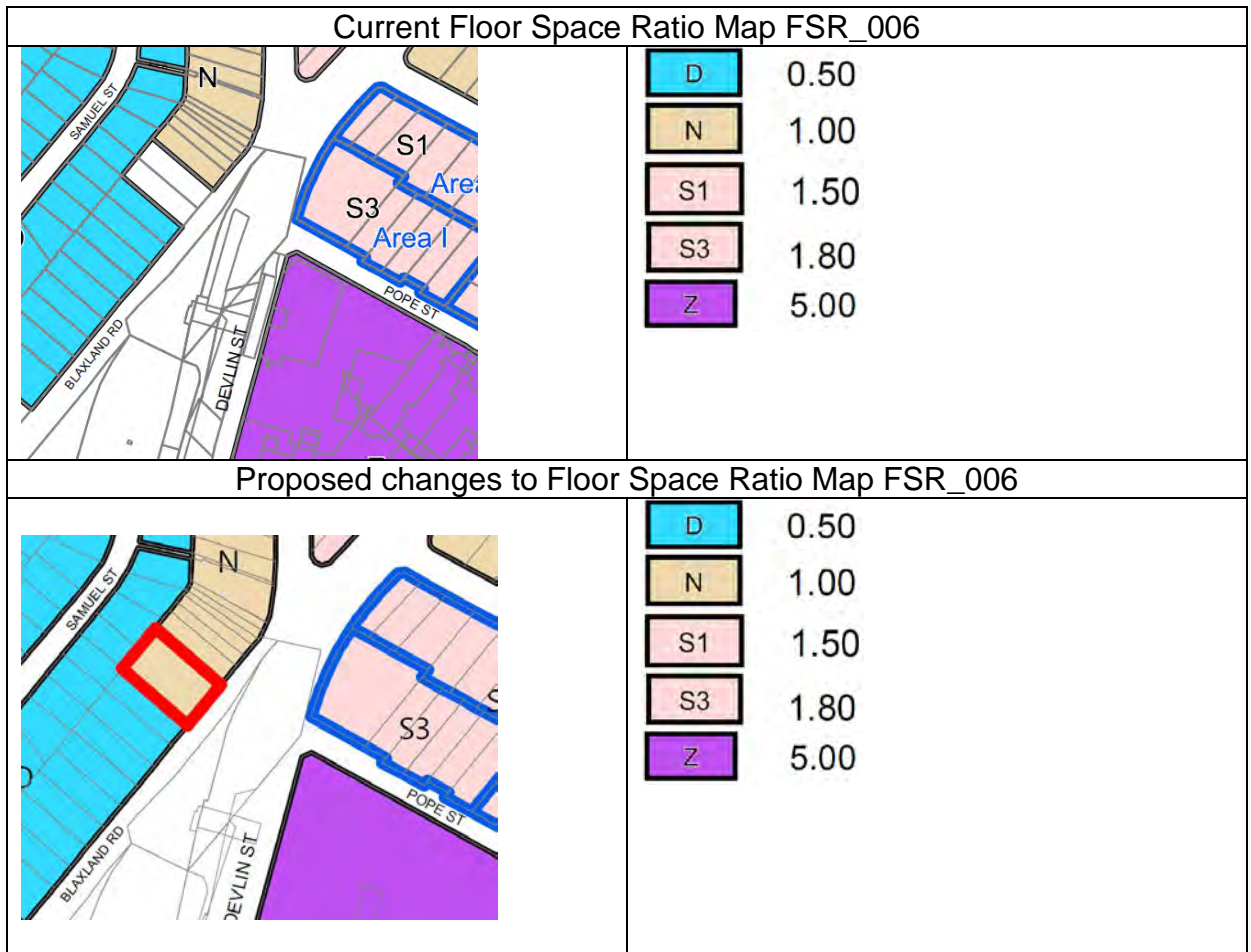 Current Floor Space Ratio Map FSR_006
N
SAMUEL ST
S1
Area
S3
Area I
POPE ST
BLAXLAND RD
DEVLIN ST
D 0.50
N 1.00
S1 1.50
S3 1.80
Z 5.00
Proposed changes to Floor Space Ratio Map FSR_006
N
SAMUEL ST
S3
POPE ST
BLAXLAND RD
DEVLIN ST
D 0.50
N 1.00
S1 1.50
S3 1.80
Z 5.00